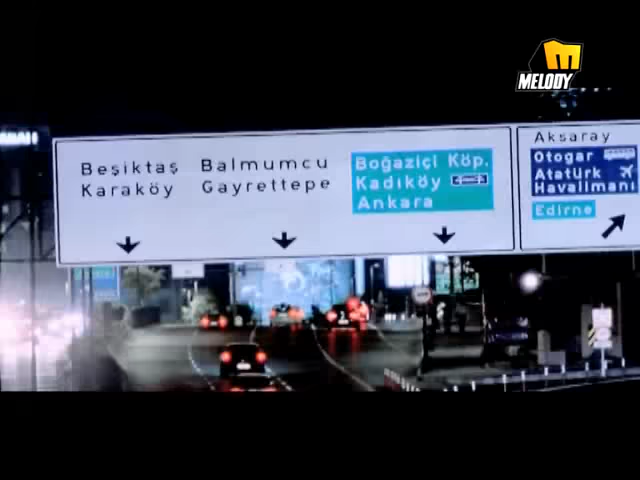 MELODY
Beşiktaş
Karaköy
Balmumcu
Gayrettepe
Boğaziçi Köp.
Kadıköy
Ankara
Aksaray
Otogar
Atatürk
Havalimanı
Edirne